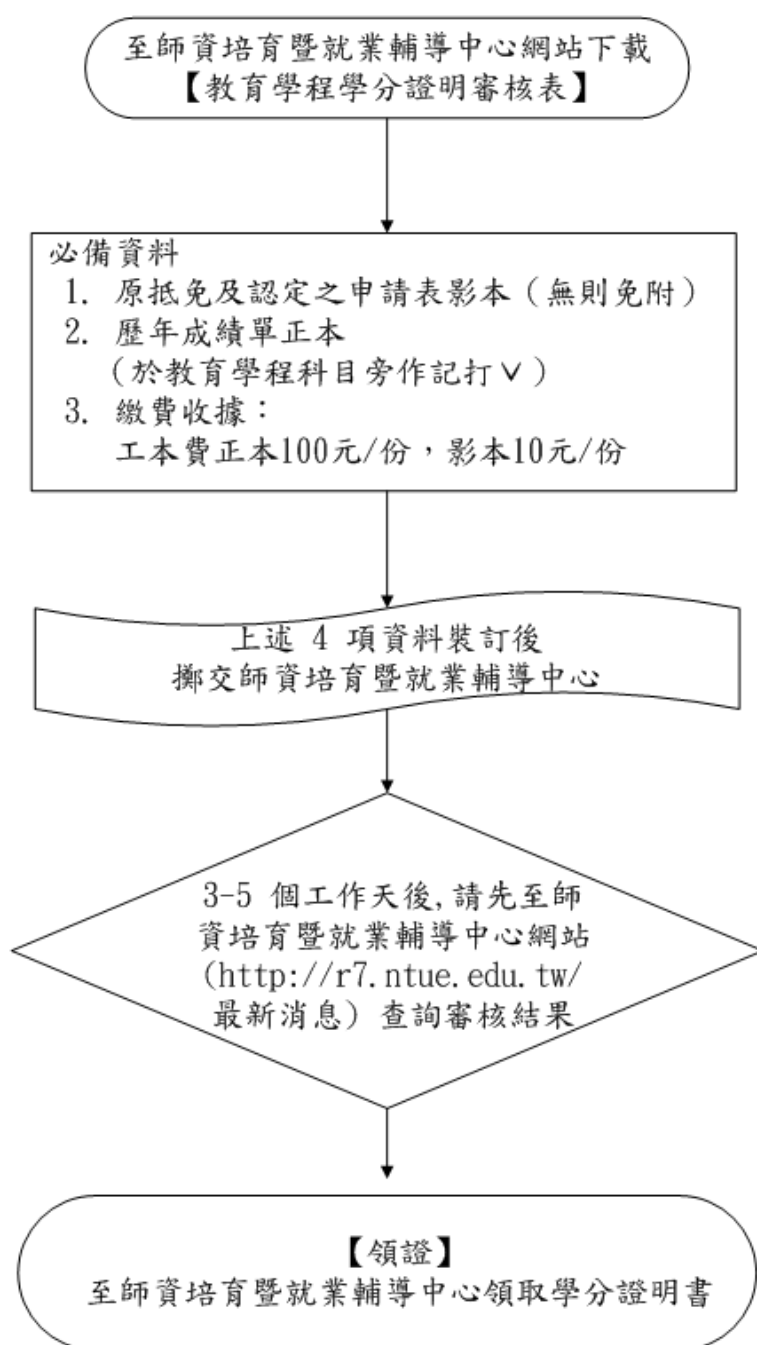 至師資培育暨就業輔導中心網站下載
【教育學程學分證明審核表】
必備資料
1. 原抵免及認定之申請表影本（無則免附）
2. 歷年成績單正本
（於教育學程科目旁作記打∨）
3. 繳費收據：
工本費正本100元/份，影本10元/份
上述 4 項資料裝訂後
擲交師資培育暨就業輔導中心
3-5 個工作天後,請先至師
資培育暨就業輔導中心網站
(http://r7.ntue.edu.tw/
最新消息) 查詢審核結果
【領證】
至師資培育暨就業輔導中心領取學分證明書